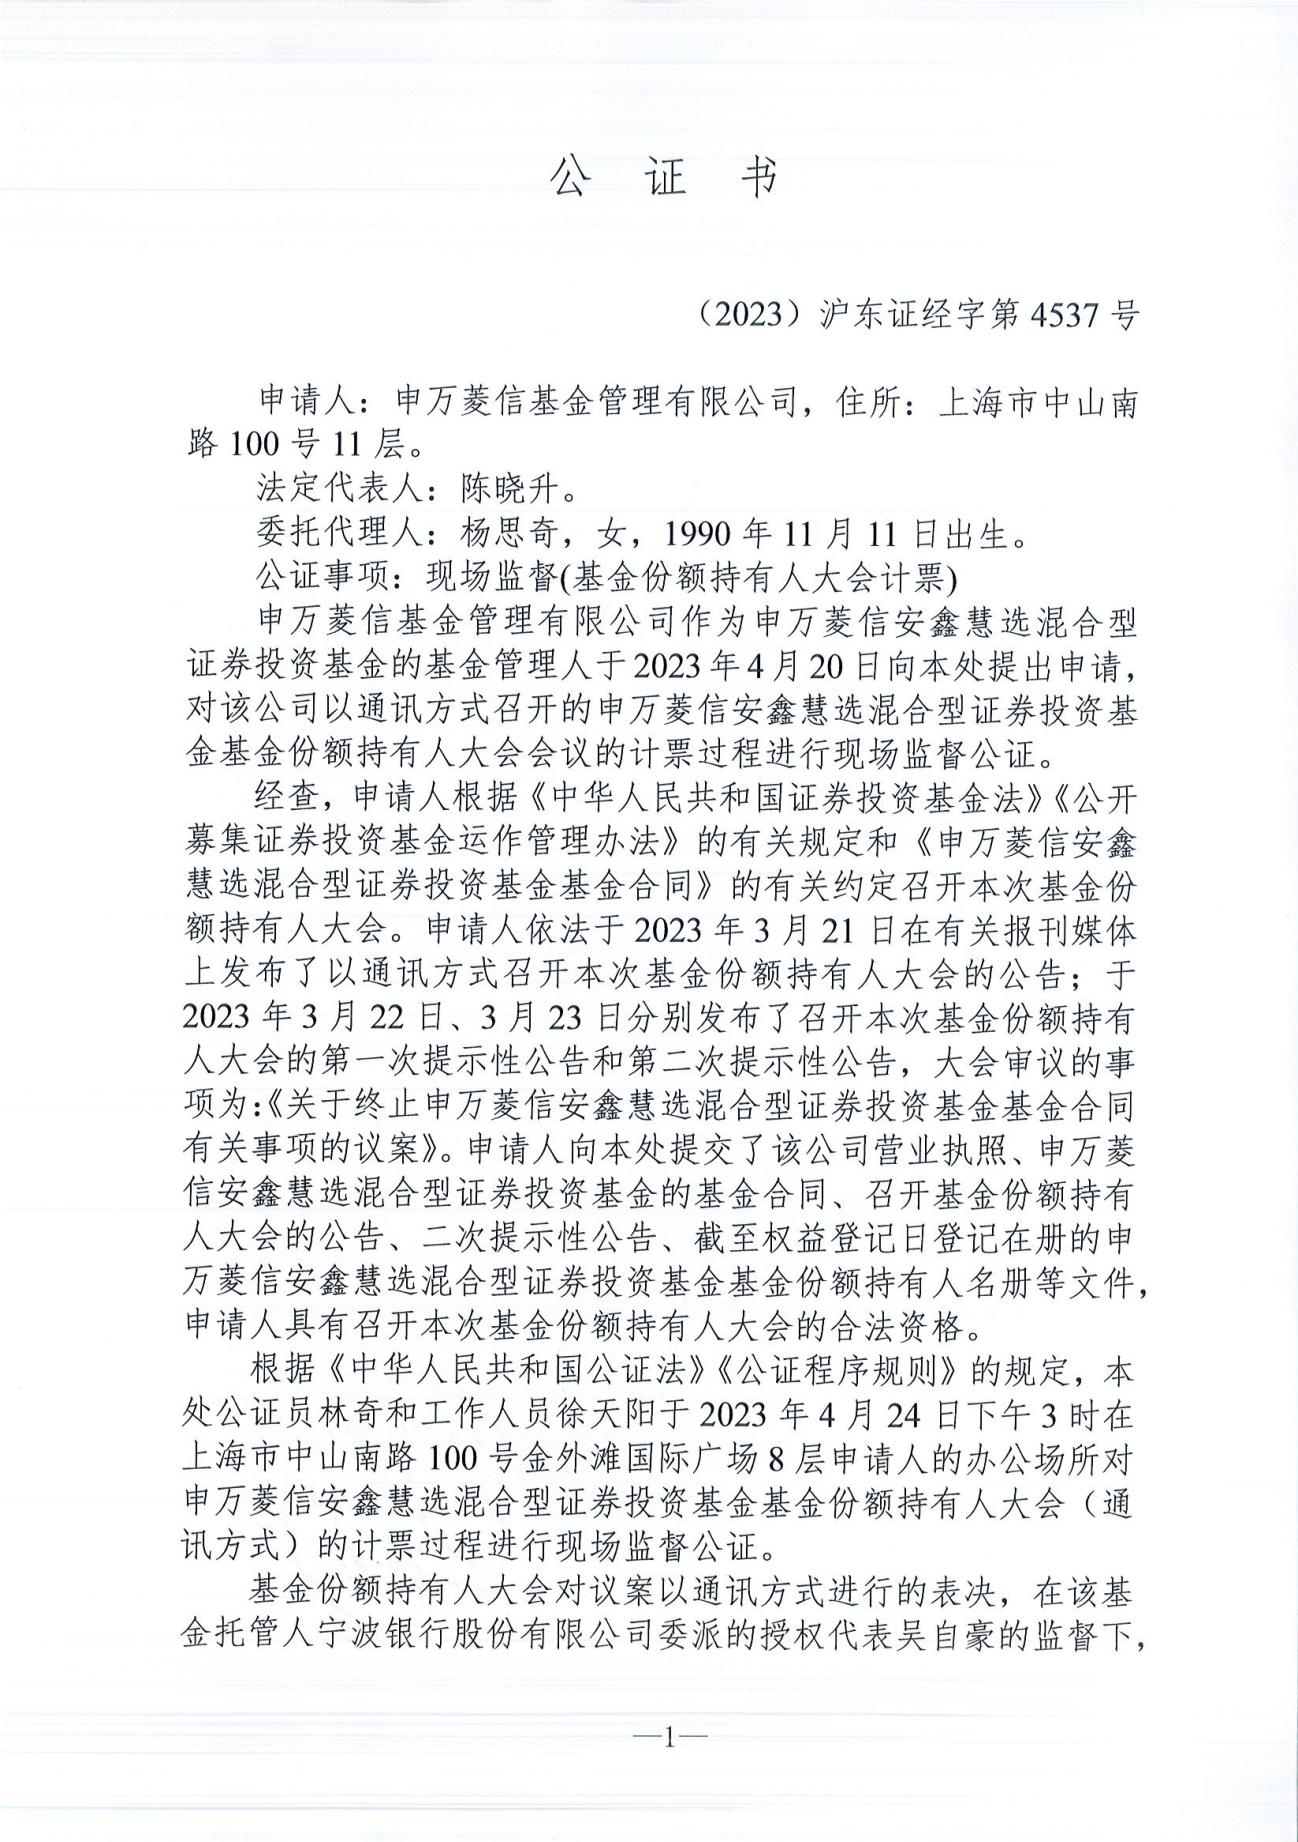 公 证 书
（2023）沪东证经字第 4537 号
申请人：申万菱信基金管理有限公司，住所：上海市中山南
路 100 号 11 层。
法定代表人：陈晓升。
委托代理人：杨思奇，女，1990 年 11 月 11 日出生。
公证事项：现场监督(基金份额持有人大会计票)
申万菱信基金管理有限公司作为申万菱信安鑫慧选混合型
证券投资基金的基金管理人于 2023 年 4 月 20 日向本处提出申请，
对该公司以通讯方式召开的申万菱信安鑫慧选混合型证券投资基
金基金份额持有人大会会议的计票过程进行现场监督公证。
经查，申请人根据《中华人民共和国证券投资基金法》《公开
募集证券投资基金运作管理办法》的有关规定和《申万菱信安鑫
慧选混合型证券投资基金基金合同》的有关约定召开本次基金份
额持有人大会。申请人依法于 2023 年 3 月 21 日在有关报刊媒体
上发布了以通讯方式召开本次基金份额持有人大会的公告；于
2023 年 3 月 22 日、3 月 23 日分别发布了召开本次基金份额持有
人大会的第一次提示性公告和第二次提示性公告，大会审议的事
项为:《关于终止申万菱信安鑫慧选混合型证券投资基金基金合同
有关事项的议案》。申请人向本处提交了该公司营业执照、申万菱
信安鑫慧选混合型证券投资基金的基金合同、召开基金份额持有
人大会的公告、二次提示性公告、截至权益登记日登记在册的申
万菱信安鑫慧选混合型证券投资基金基金份额持有人名册等文件，
申请人具有召开本次基金份额持有人大会的合法资格。
根据《中华人民共和国公证法》《公证程序规则》的规定，本
处公证员林奇和工作人员徐天阳于 2023 年 4 月 24 日下午 3 时在
上海市中山南路 100 号金外滩国际广场 8 层申请人的办公场所对
申万菱信安鑫慧选混合型证券投资基金基金份额持有人大会（通
讯方式）的计票过程进行现场监督公证。
基金份额持有人大会对议案以通讯方式进行的表决，在该基
金托管人宁波银行股份有限公司委派的授权代表吴自豪的监督下，
—1—